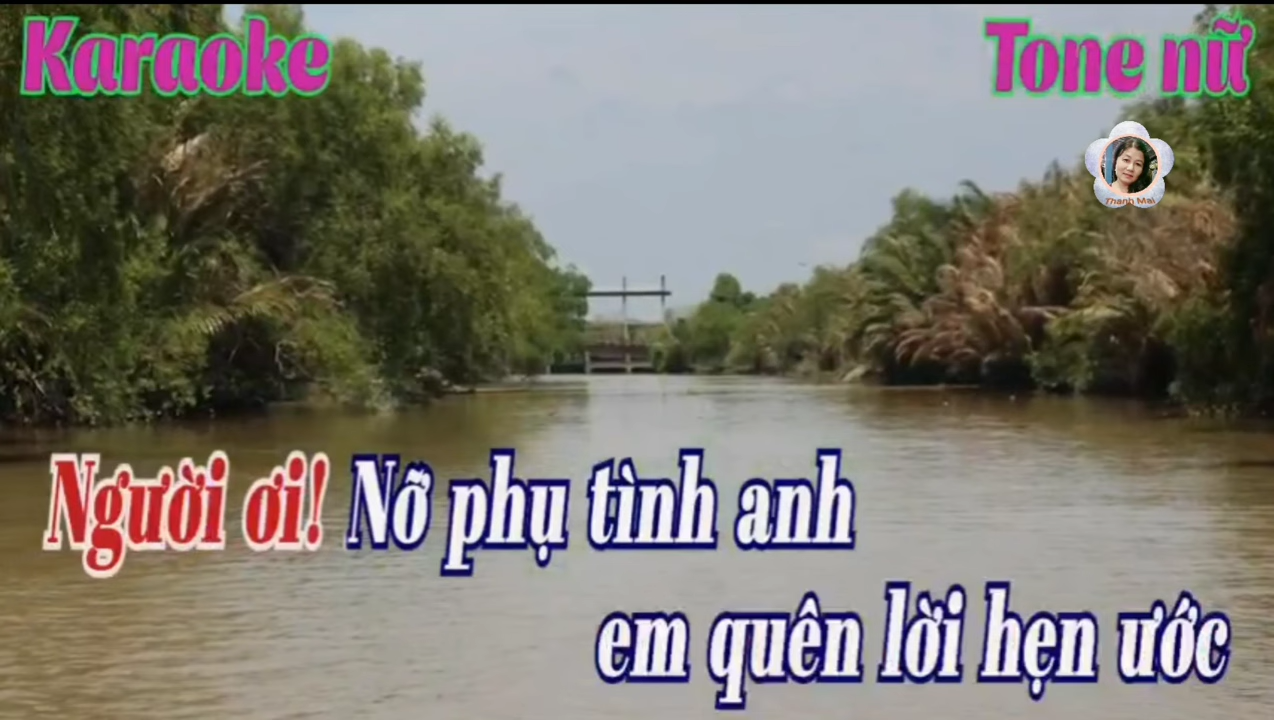 Karaoke
Tone nữ
Thanh Mai
Người ơi! Nỡ phụ tình anh
em quên lời hẹn ước